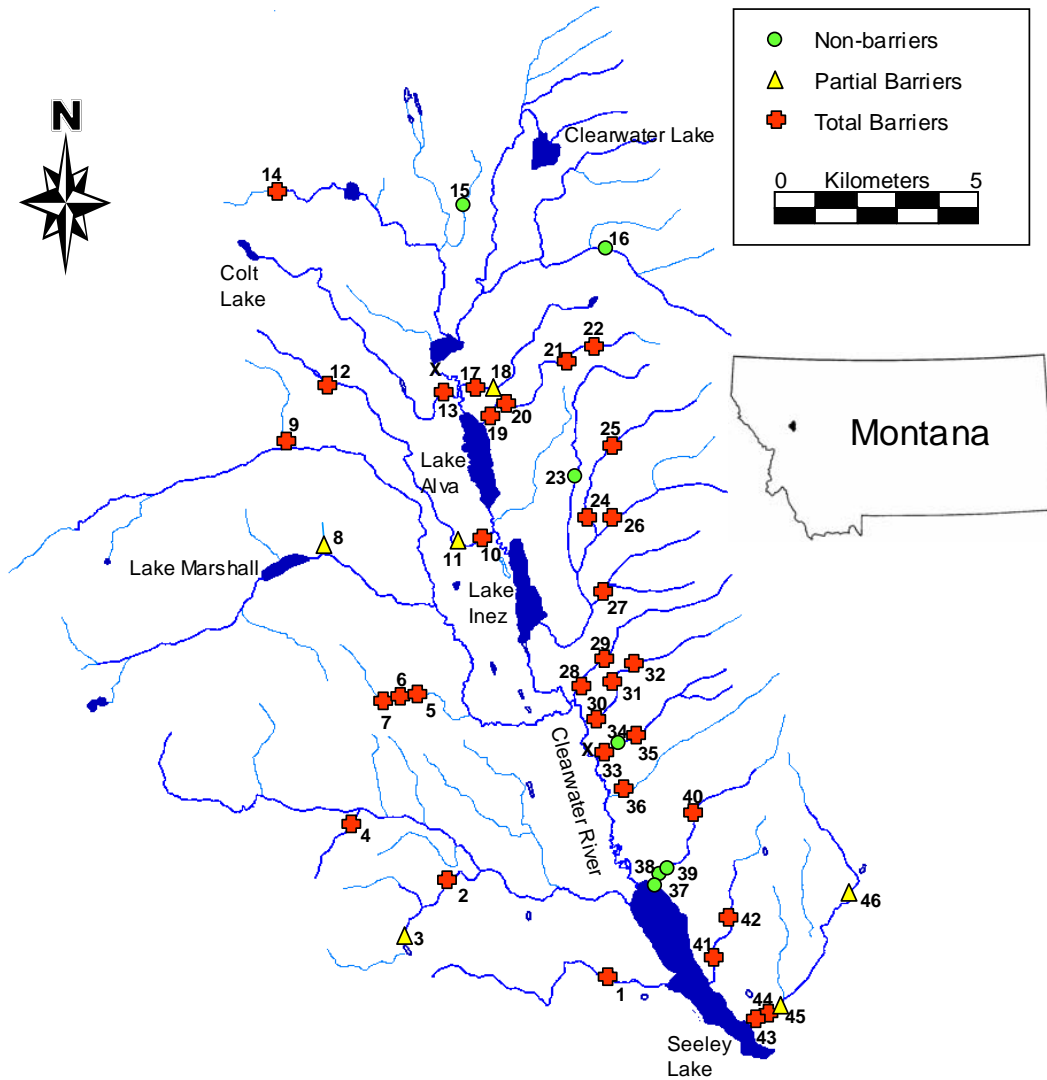 Non-barriers
Partial Barriers
Total Barriers
0 Kilometers 5
N
Clearwater Lake
14
15
16
Colt
Lake
22
21
X
17
18
12
13
20
19
9
25
Lake
Alva
23
24
26
8
11
10
Lake Marshall
Lake
Inez
27
Montana
29
28
32
31
6
5
7
30
34
35
X
33
Clearwater River
36
40
4
38
39
37
2
46
42
3
41
1
44
45
43
Seeley
Lake